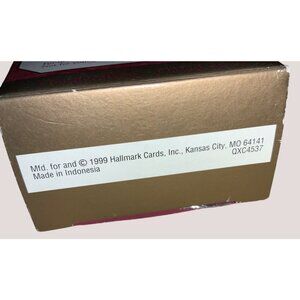 Mfd. for and © 1999 Hallmark Cards, Inc., Kansas City, MO 64141
Made in Indonesia
QXC4537